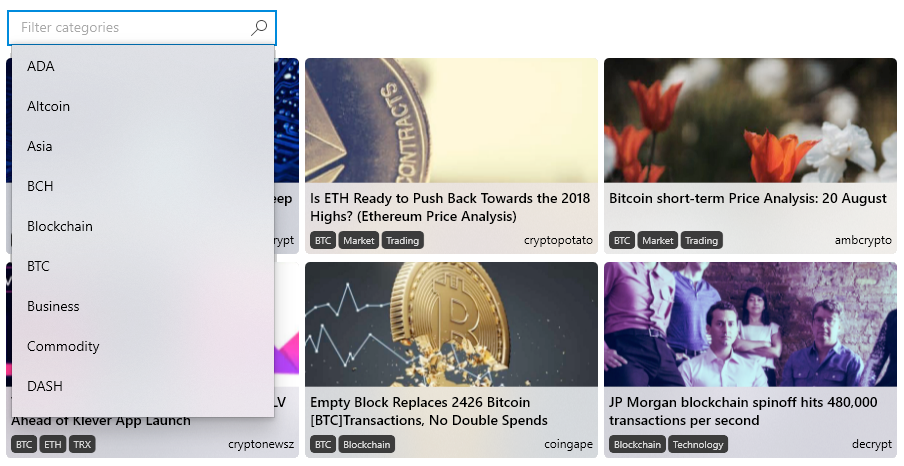 Filter categories
ADA
Altcoin
Asia
BCH
Blockchain
BTC
Business
Commodity
DASH
CONTRACTS
Is ETH Ready to Push Back Towards the 2018
Highs? (Ethereum Price Analysis)
BTC Market Trading cryptopotato
Bitcoin short-term Price Analysis: 20 August
BTC Market Trading ambcrypto
Ahead of Klever App Launch
BTC ETH TRX cryptonewsz
Empty Block Replaces 2426 Bitcoin
[BTC]Transactions, No Double Spends
BTC Blockchain coingape
JP Morgan blockchain spinoff hits 480,000
transactions per second
Blockchain Technology decrypt